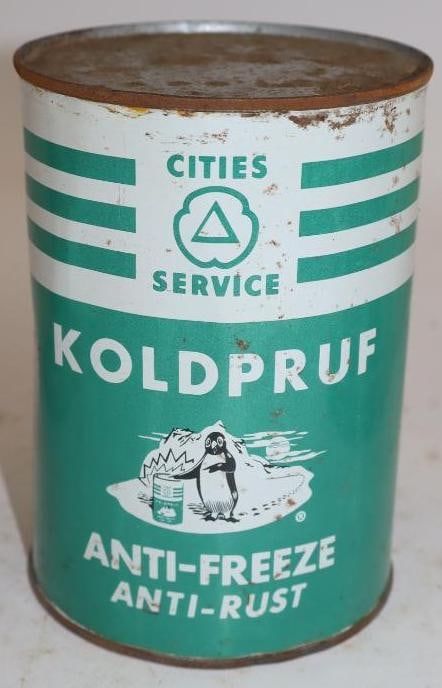 CITIES
SERVICE
KOLDPRUF
®
ANTI-FREEZE
ANTI-RUST